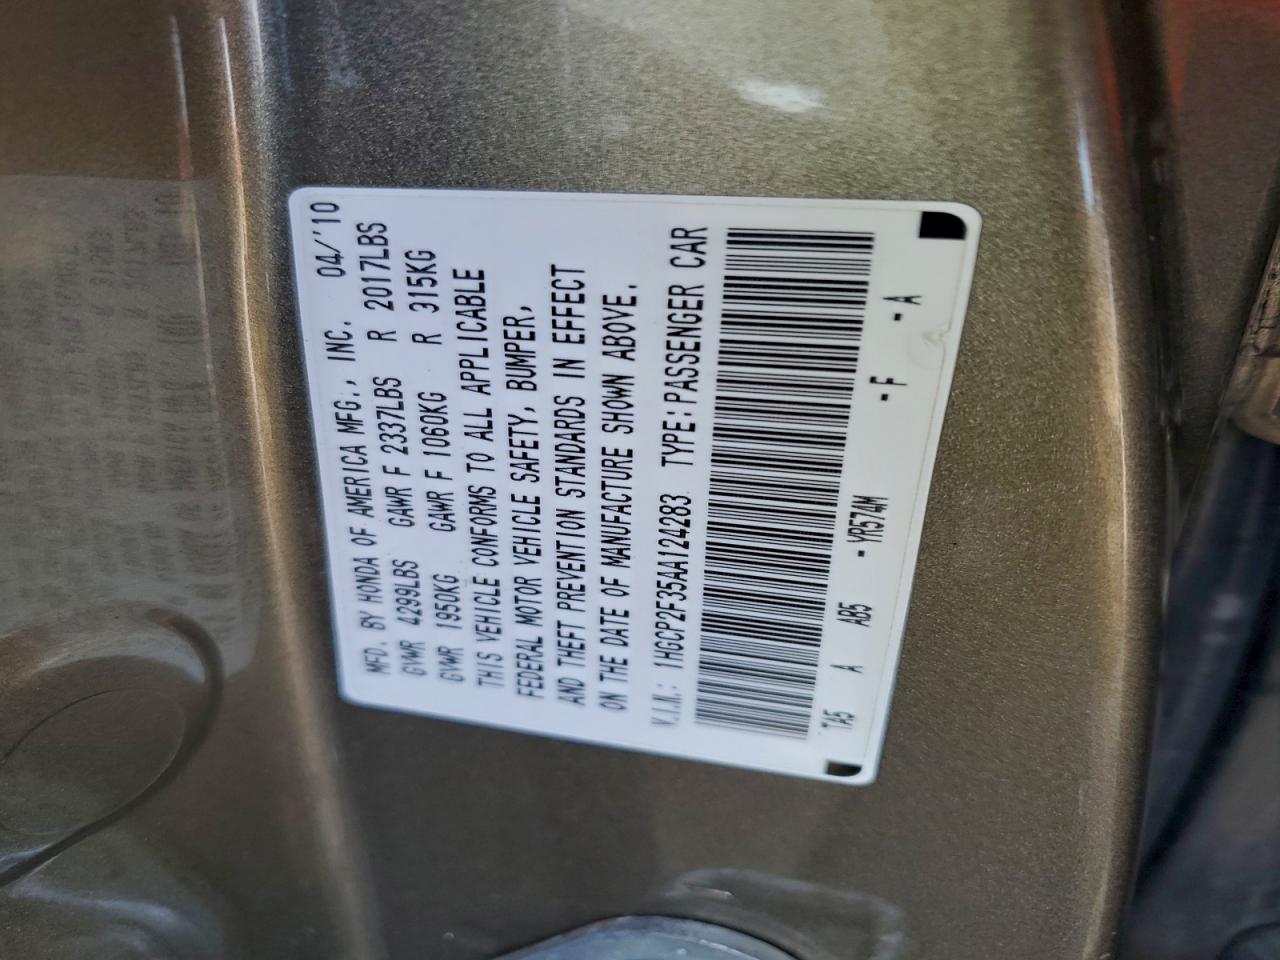 MFD. BY HONDA OF AMERICA MFG., INC. 04/'10
GVWR 4299LBS GAWR F 2337LBS R 2017LBS
GVWR 1950KG GAWR F 1060KG R 315KG
THIS VEHICLE CONFORMS TO ALL APPLICABLE
FEDERAL MOTOR VEHICLE SAFETY, BUMPER,
AND THEFT PREVENTION STANDARDS IN EFFECT
ON THE DATE OF MANUFACTURE SHOWN ABOVE.
V.I.N.: 1HGCP2F35AA124283 TYPE:PASSENGER CAR
TA5 A AB5 -YR574M -F -A